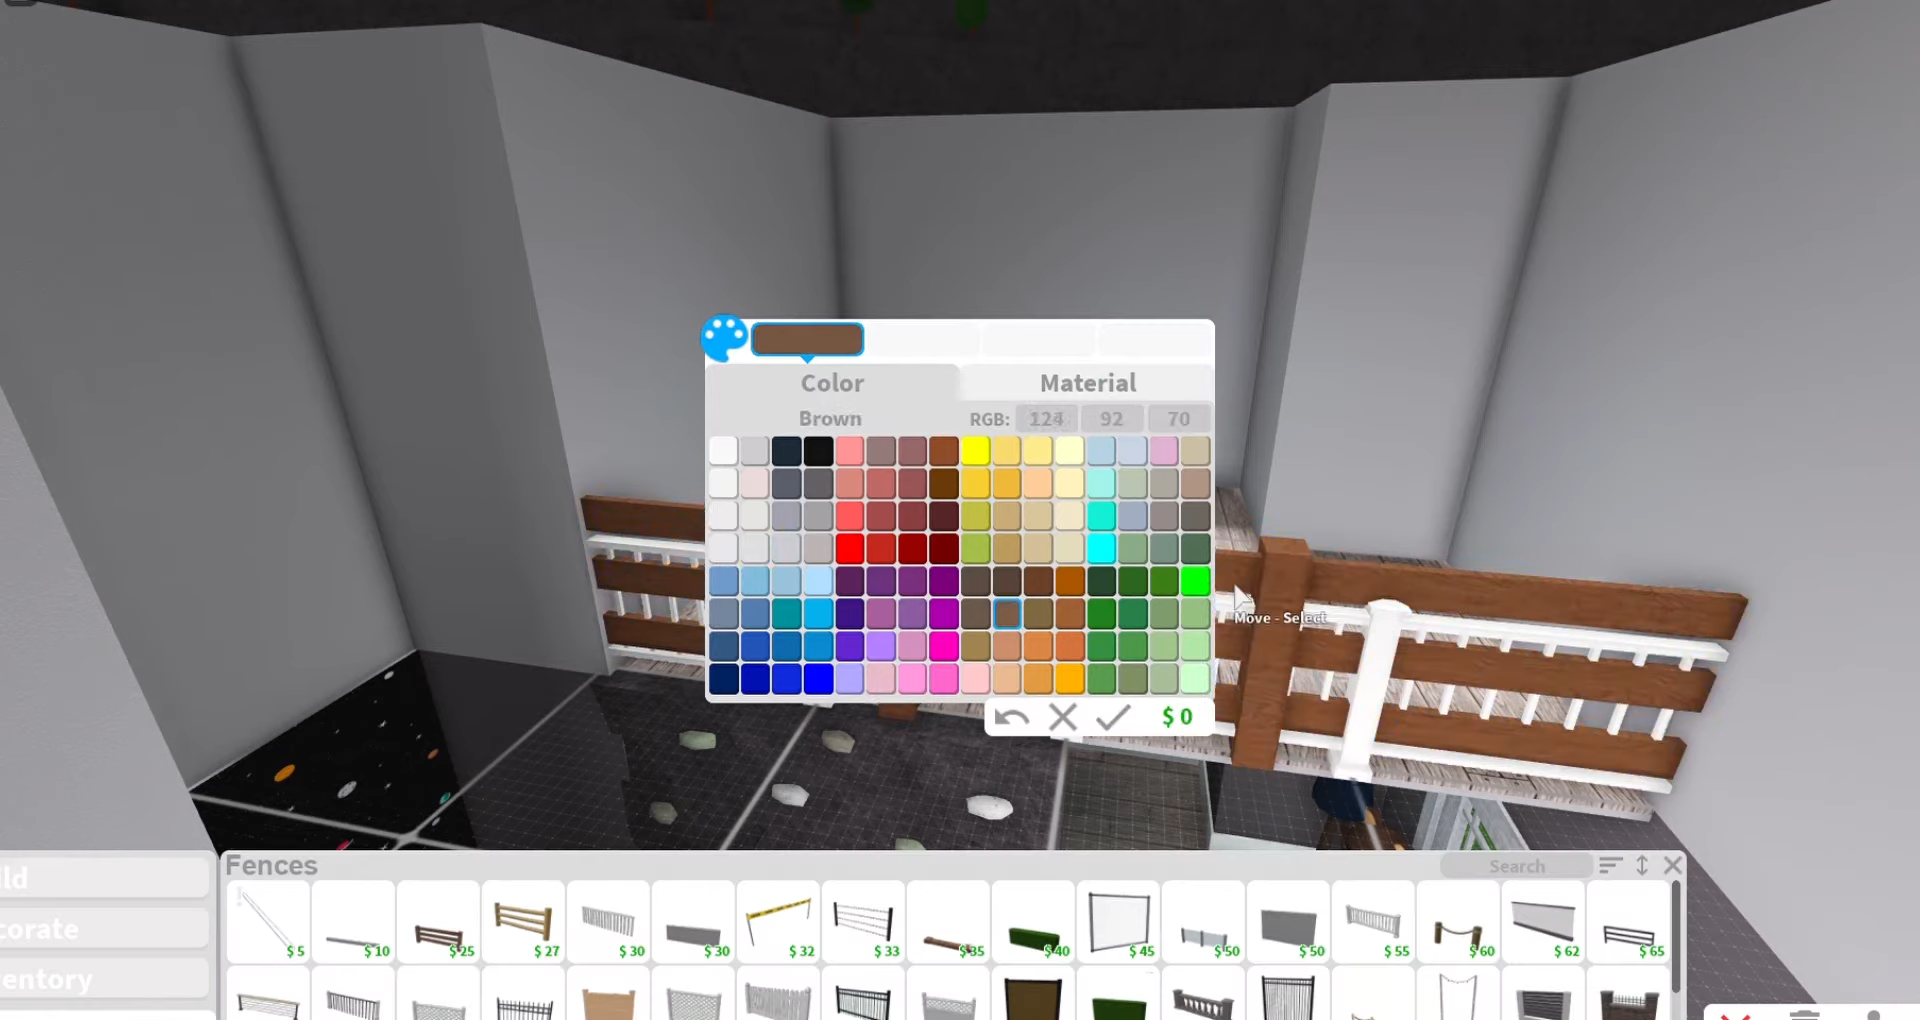 Color
Material
Brown
RGB: 124 92 70
Move - Select
$ 0
Fences
Search
ld
corate
entory
$ 5
$ 10
$ 25
$ 27
$ 30
$ 30
$ 32
$ 33
$ 35
$ 40
$ 45
$ 50
$ 50
$ 55
$ 60
$ 62
$ 65